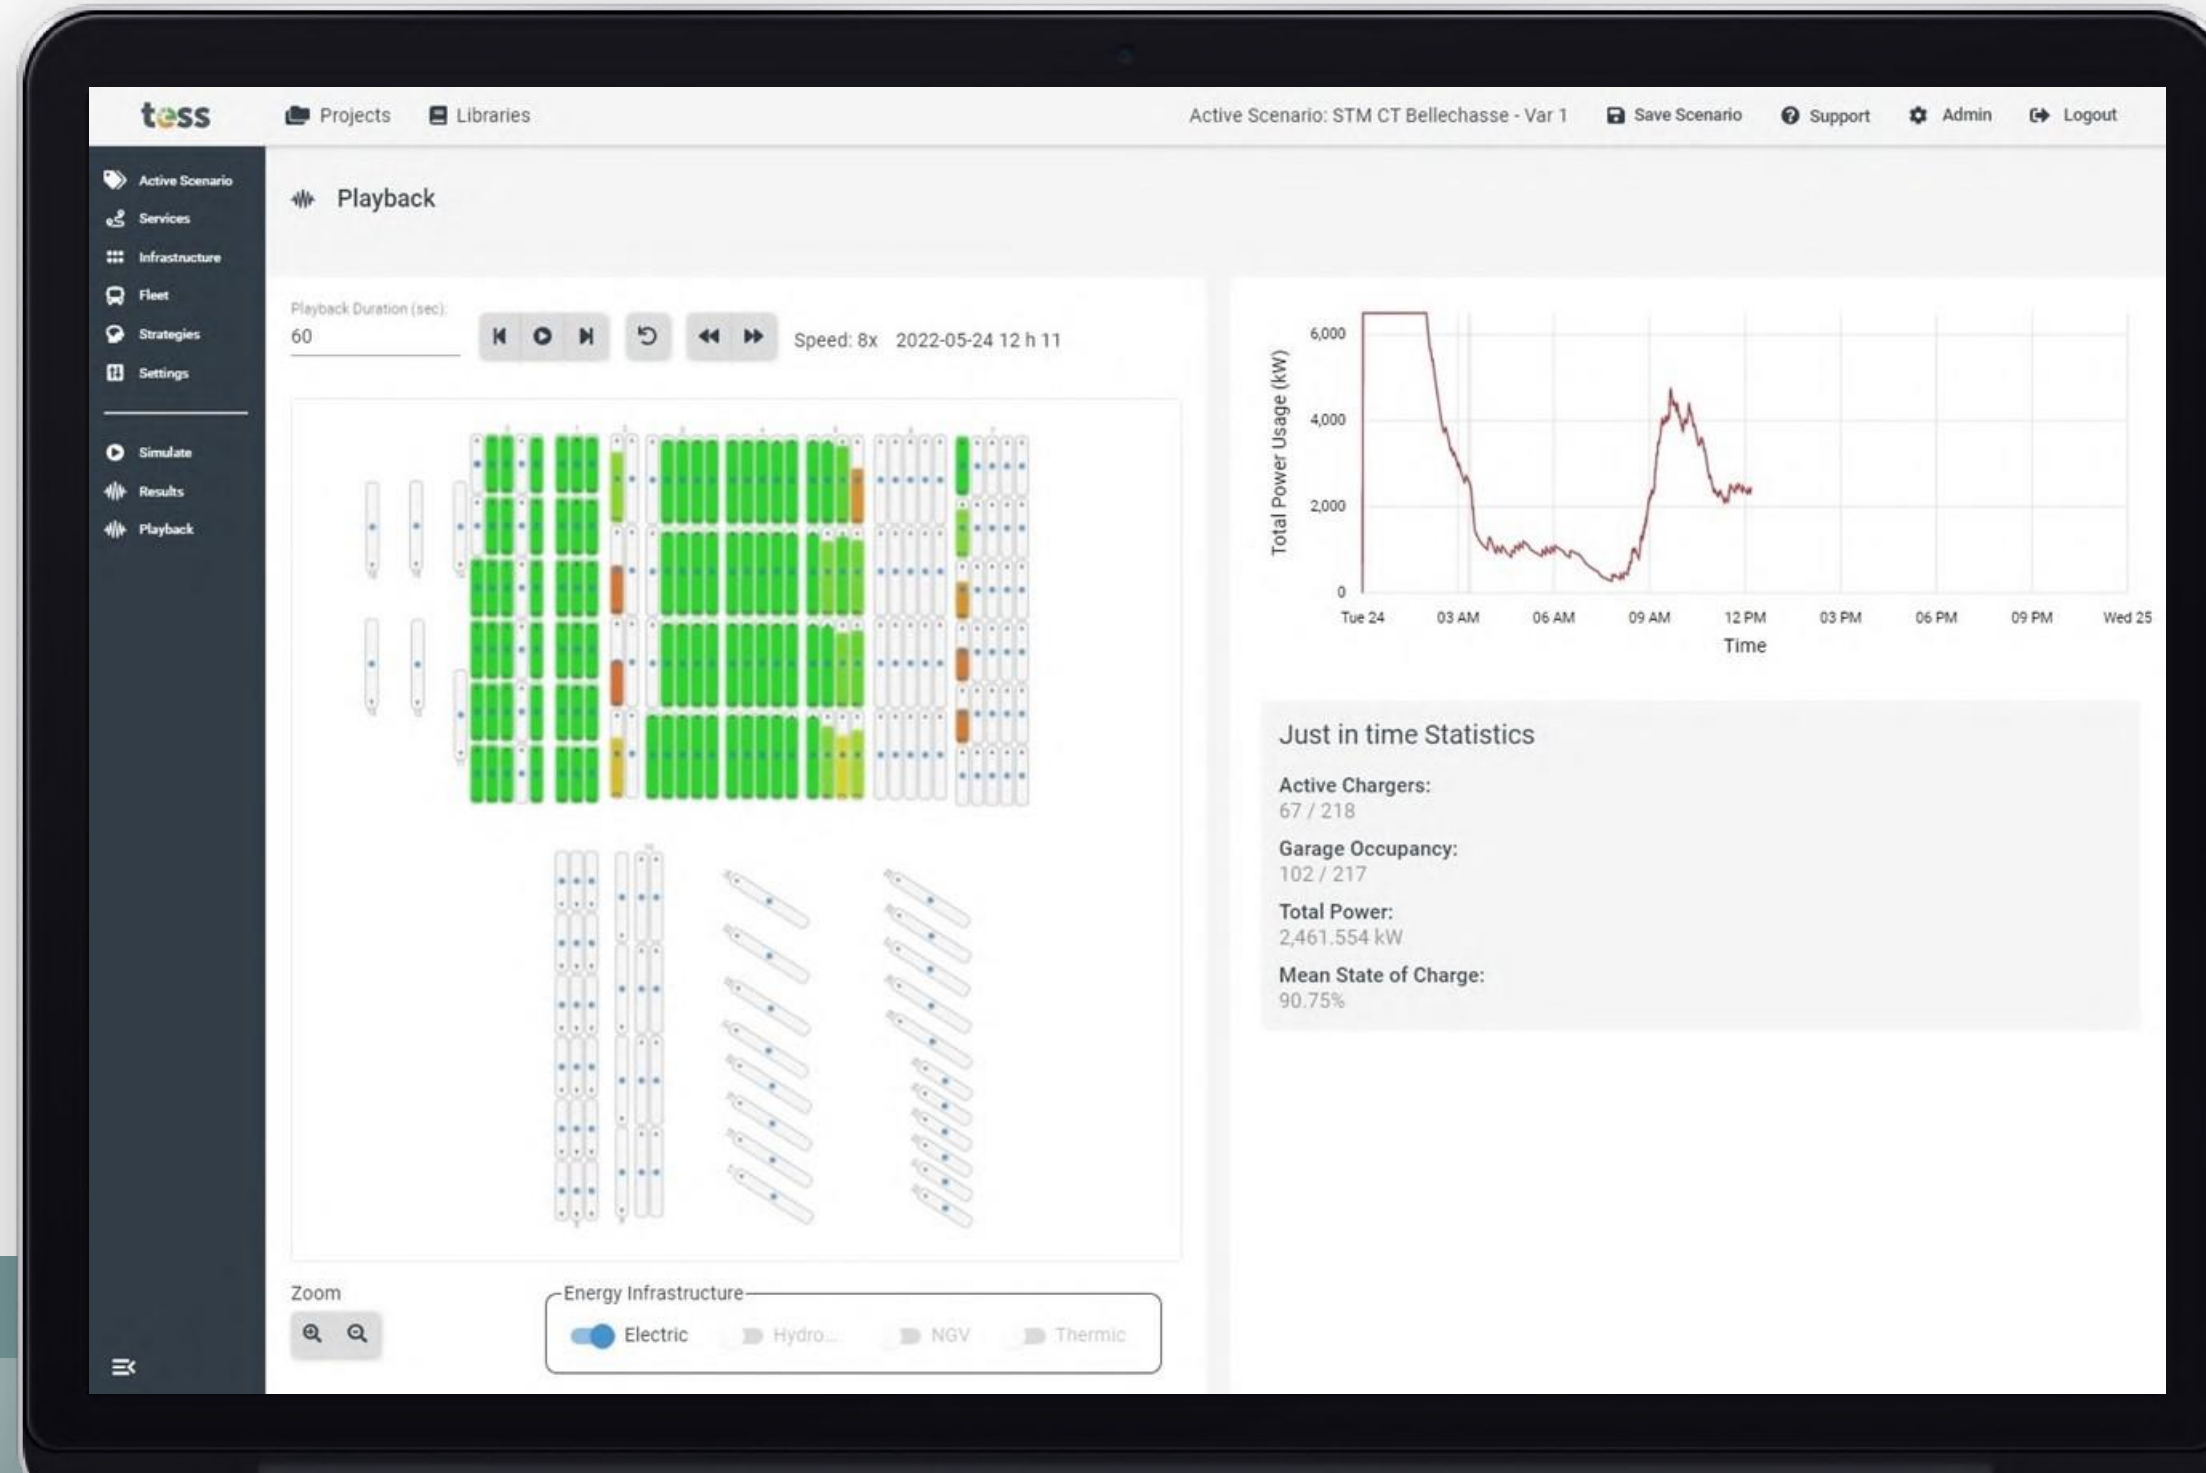 tess
Projects
Libraries
Active Scenario: STM CT Bellechasse - Var 1
Save Scenario
Support
Admin
Logout
Active Scenario
Services
Infrastructure
Fleet
Strategies
Settings
Simulate
Results
Playback
Playback
Playback Duration (sec):
60
Speed: 8x 2022-05-24 12 h 11
Zoom
Energy Infrastructure
Electric
Hydro...
NGV
Thermic
Total Power Usage (kW)
6,000
4,000
2,000
0
Tue 24
03 AM
06 AM
09 AM
12 PM
03 PM
06 PM
09 PM
Wed 25
Time
Just in time Statistics
Active Chargers:
67 / 218
Garage Occupancy:
102 / 217
Total Power:
2,461.554 kW
Mean State of Charge:
90.75%